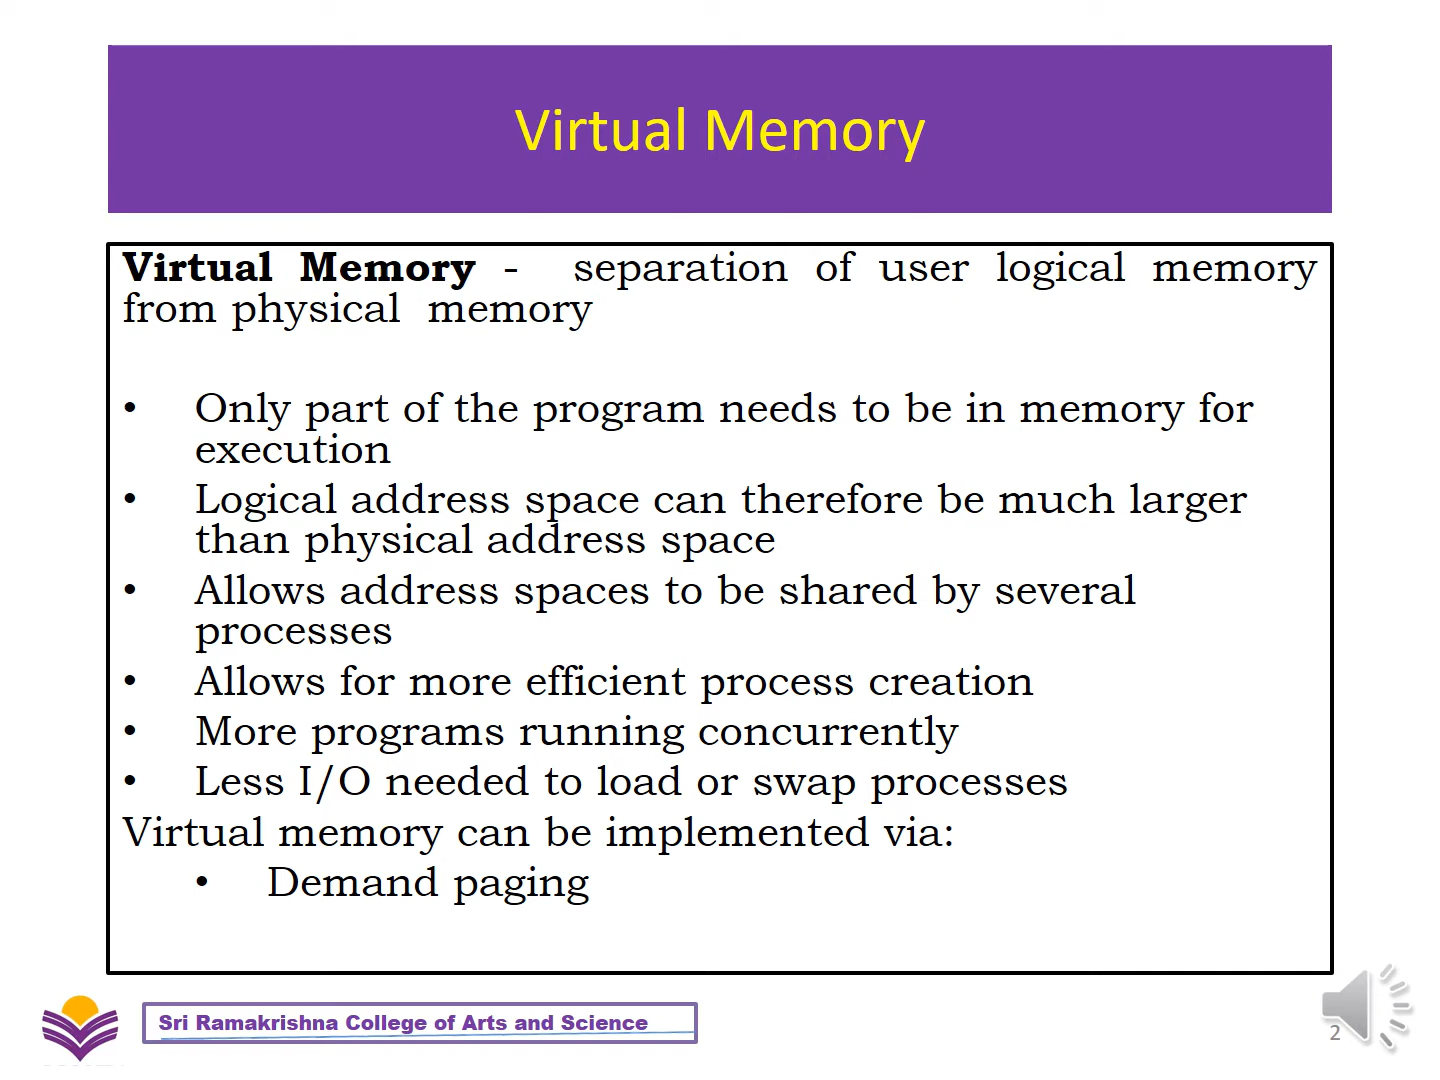 Virtual Memory
Virtual Memory - separation of user logical memory
from physical memory
• Only part of the program needs to be in memory for
execution
• Logical address space can therefore be much larger
than physical address space
• Allows address spaces to be shared by several
processes
• Allows for more efficient process creation
• More programs running concurrently
• Less I/O needed to load or swap processes
Virtual memory can be implemented via:
• Demand paging
Sri Ramakrishna College of Arts and Science
2